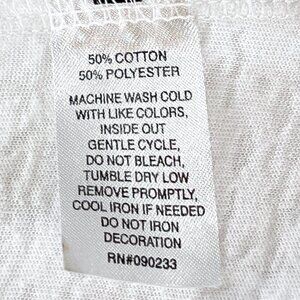 50% COTTON
50% POLYESTER
MACHINE WASH COLD
WITH LIKE COLORS,
INSIDE OUT
GENTLE CYCLE,
DO NOT BLEACH,
TUMBLE DRY LOW
REMOVE PROMPTLY,
COOL IRON IF NEEDED
DO NOT IRON
DECORATION
RN#090233